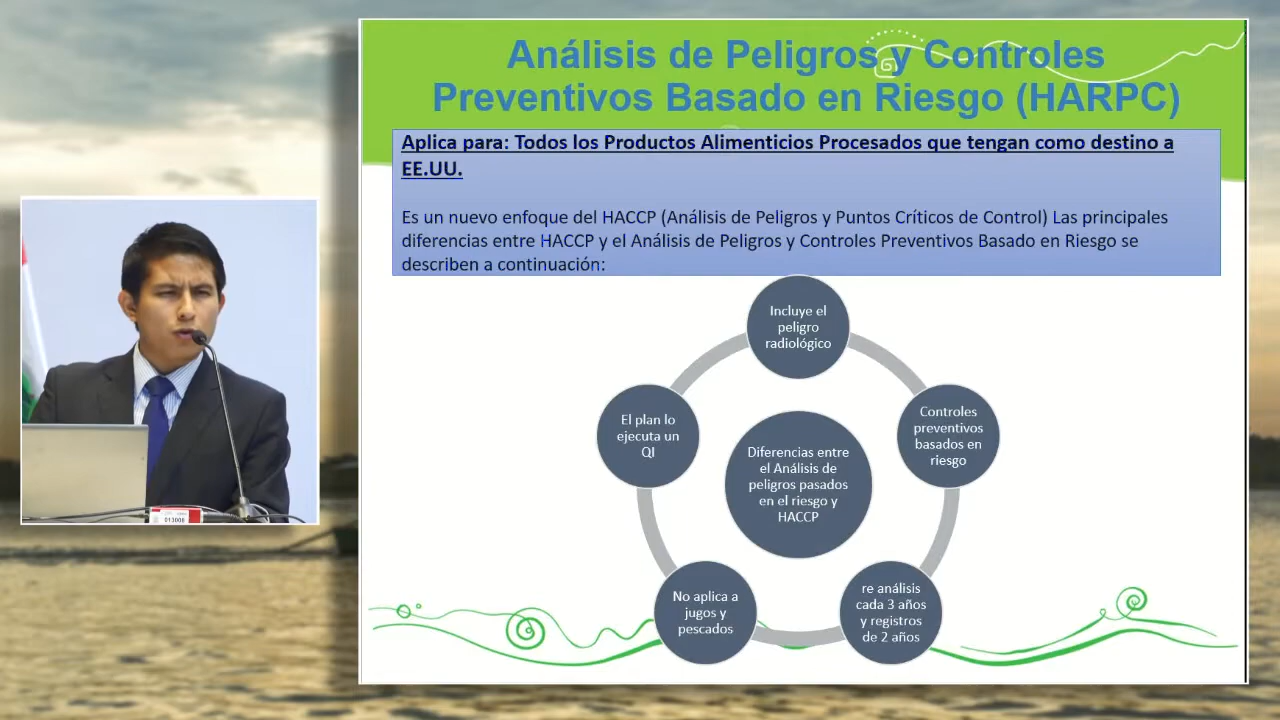 Análisis de Peligros y Controles
Preventivos Basado en Riesgo (HARPC)
Aplica para: Todos los Productos Alimenticios Procesados que tengan como destino a
EE.UU.
Es un nuevo enfoque del HACCP (Análisis de Peligros y Puntos Críticos de Control) Las principales
diferencias entre HACCP y el Análisis de Peligros y Controles Preventivos Basado en Riesgo se
describen a continuación:
Incluye el
peligro
radiológico
Controles
preventivos
basados en
riesgo
re análisis
cada 3 años
y registros
de 2 años
No aplica a
jugos y
pescados
El plan lo
ejecuta un
QI
Diferencias entre
el Análisis de
peligros pasados
en el riesgo y
HACCP
013006